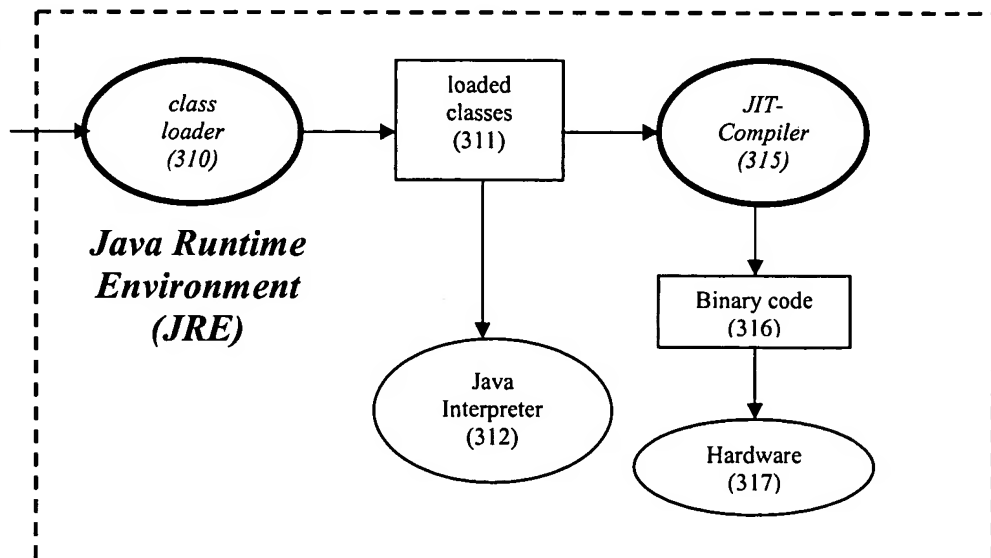 class
loader
(310)
loaded
classes
(311)
JIT-
Compiler
(315)
Java Runtime
Environment
(JRE)
Binary code
(316)
Java
Interpreter
(312)
Hardware
(317)